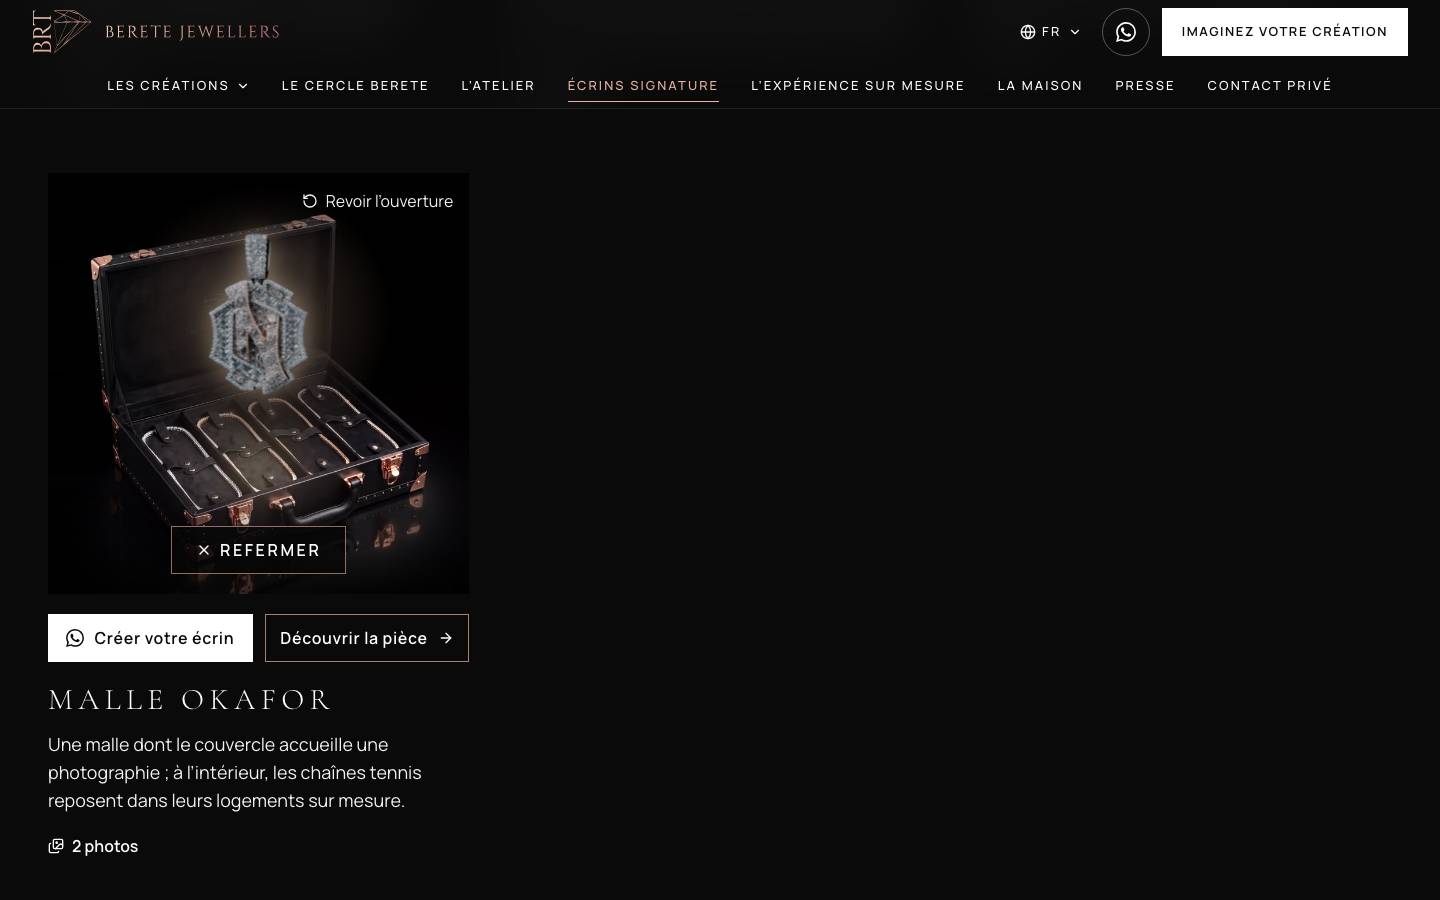 BRT
BERETE JEWELLERS
FR
IMAGINEZ VOTRE CRÉATION
LES CRÉATIONS
LE CERCLE BERETE
L'ATELIER
ÉCRINS SIGNATURE
L'EXPÉRIENCE SUR MESURE
LA MAISON
PRESSE
CONTACT PRIVÉ
Revoir l'ouverture
N
REFERMER
Créer votre écrin
Découvrir la pièce
MALLE OKAFOR
Une malle dont le couvercle accueille une
photographie ; à l'intérieur, les chaînes tennis
reposent dans leurs logements sur mesure.
2 photos